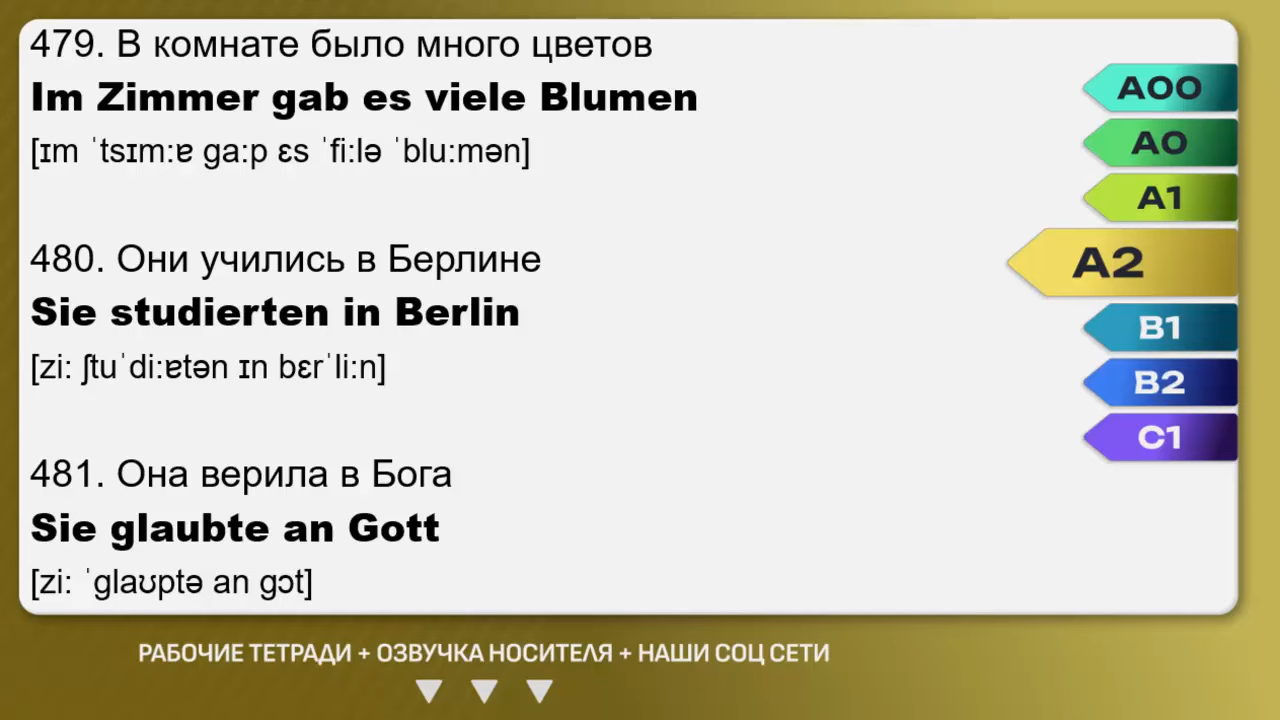 479. В комнате было много цветов
Im Zimmer gab es viele Blumen
[ɪm ˈtsɪm:ɐ ga:p ɛs ˈfi:lə ˈblu:mən]
480. Они учились в Берлине
Sie studierten in Berlin
[zi: ʃtuˈdi:ɐtən ɪn bɛrˈli:n]
481. Она верила в Бога
Sie glaubte an Gott
[zi: ˈglaʊptə an gɔt]
A00
A0
A1
A2
B1
B2
C1
РАБОЧИЕ ТЕТРАДИ + ОЗВУЧКА НОСИТЕЛЯ + НАШИ СОЦ СЕТИ